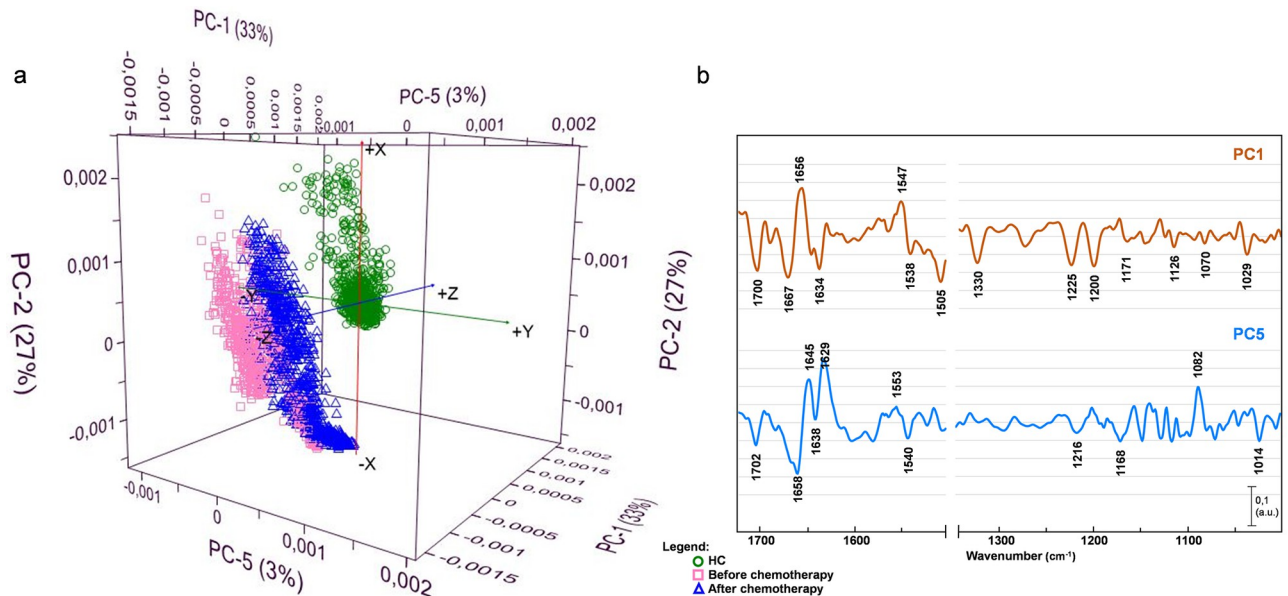 a
PC-1 (33%)
-0,0015
-0,001
-0,0005
0
0,0005
0,001
0,0015
0,002
PC-5 (3%)
-0,001
0
0,001
0,002
PC-2 (27%)
0,002
0,001
0
-0,001
+X
-X
+Y
-Y
+Z
-Z
0,002
0,001
0
-0,001
PC-2 (27%)
-0,001
0
0,001
0,002
PC-5 (3%)
0,002
0,0015
0,001
0,0005
0
-0,0005
-0,001
-0,0015
PC-1 (33%)
Legend:
HC
Before chemotherapy
After chemotherapy
b
PC1
1700
1667
1656
1634
1547
1538
1505
1330
1225
1200
1171
1126
1070
1029
PC5
1702
1658
1645
1638
1629
1553
1540
1216
1168
1082
1014
0,1
(a.u.)
1700 1600 1300 1200 1100
Wavenumber (cm⁻¹)